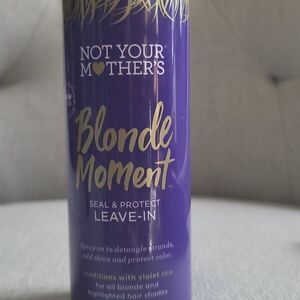 NOT YOUR
MOTHER'S
Blonde
Moment™
SEAL & PROTECT
LEAVE-IN
Spray on to detangle strands,
add shine and protect color.
conditions with violet rice
for all blonde and
highlighted hair shades